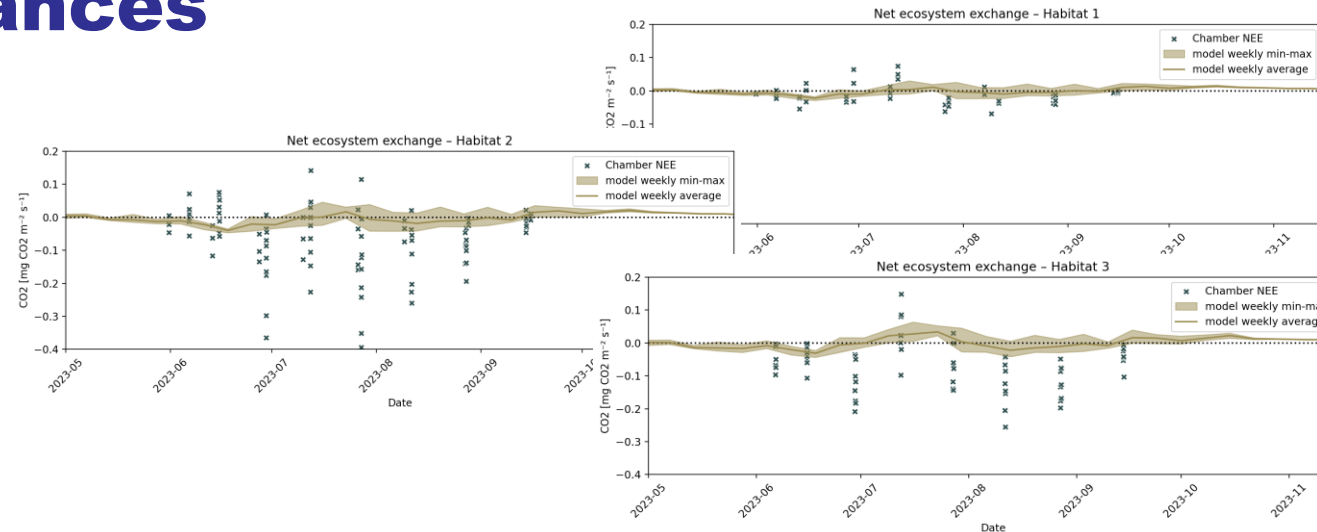 ances
Net ecosystem exchange – Habitat 1
0.2
0.1
0.0
−0.1
CO2 m⁻² s⁻¹]
Chamber NEE
model weekly min-max
model weekly average
2023-07
2023-08
2023-09
2023-10
Net ecosystem exchange – Habitat 2
0.2
0.1
0.0
−0.1
−0.2
−0.3
−0.4
CO2 [mg CO2 m⁻² s⁻¹]
Chamber NEE
model weekly min-max
model weekly average
2023-05
2023-06
2023-07
2023-08
2023-09
Date
Net ecosystem exchange – Habitat 3
0.2
0.1
0.0
−0.1
−0.2
−0.3
−0.4
CO2 [mg CO2 m⁻² s⁻¹]
Chamber NEE
model weekly min-ma
model weekly averag
2023-05
2023-06
2023-07
2023-08
2023-09
2023-10
2023-11
Date